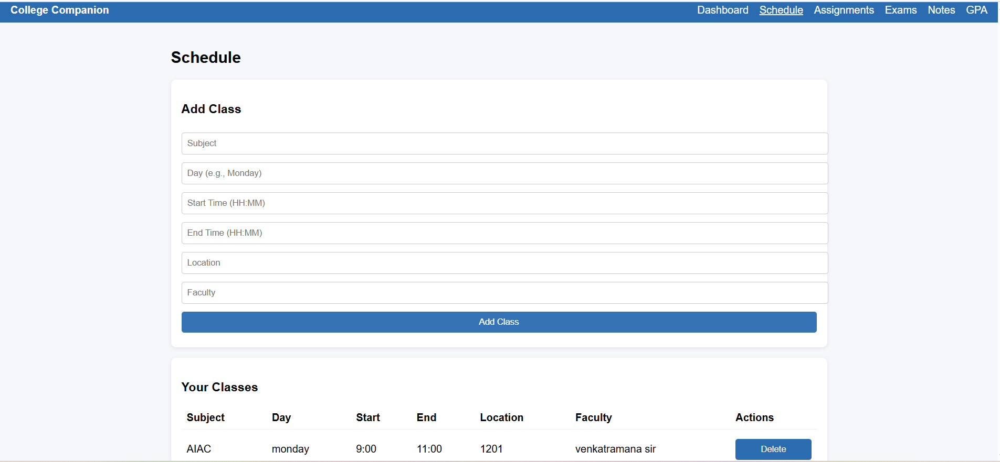 College Companion Dashboard Schedule Assignments Exams Notes GPA
Schedule
Add Class
Subject
Day (e.g., Monday)
Start Time (HH:MM)
End Time (HH:MM)
Location
Faculty
Add Class
Your Classes
Subject Day Start End Location Faculty Actions
AIAC monday 9:00 11:00 1201 venkatramana sir Delete